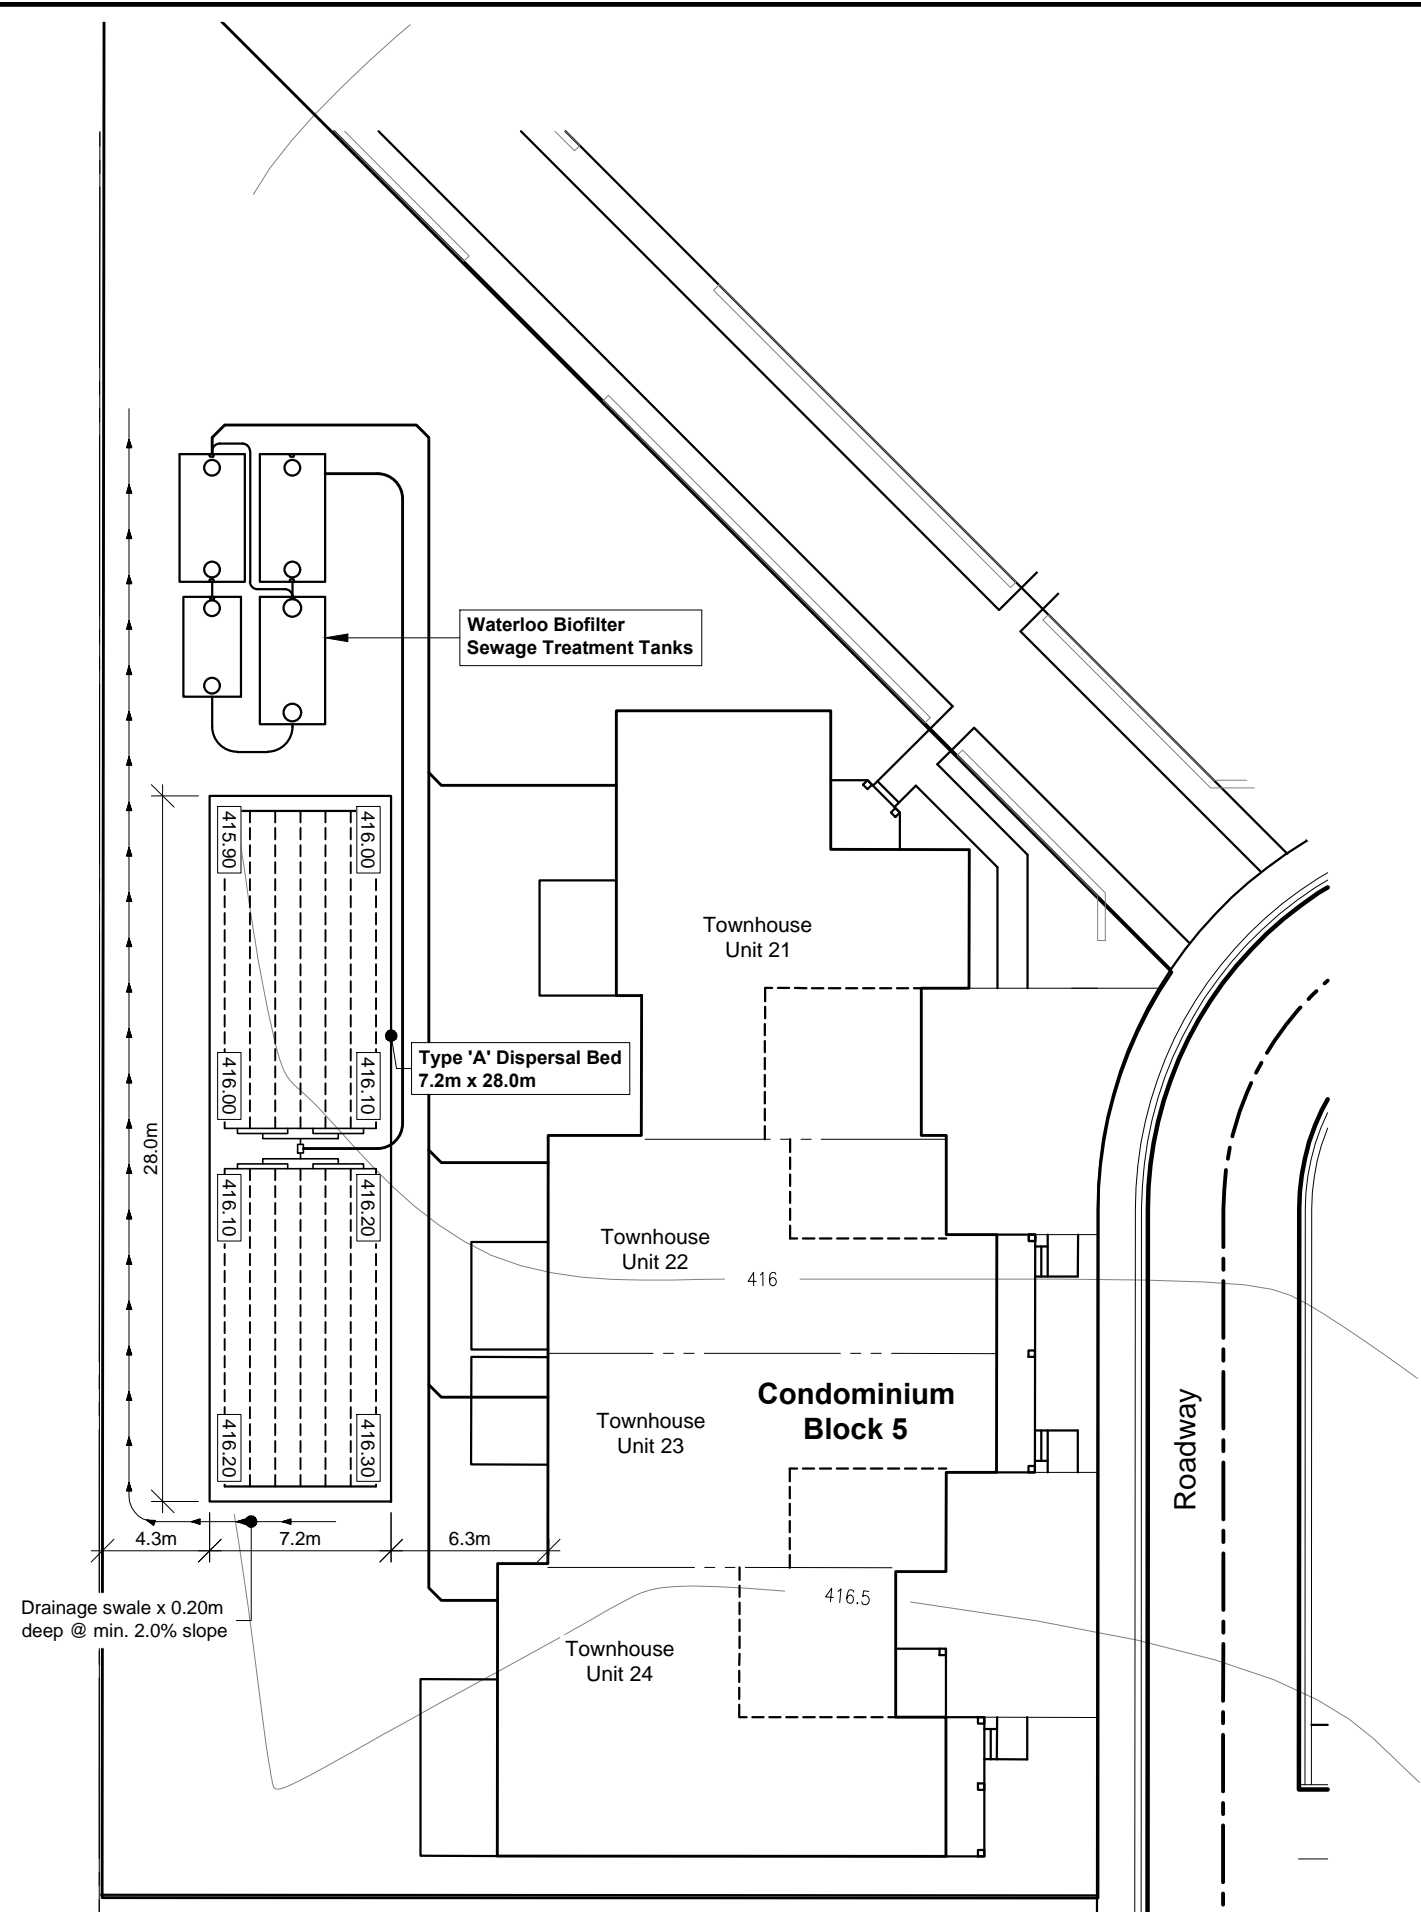 Waterloo Biofilter
Sewage Treatment Tanks
415.90
416.00
Townhouse
Unit 21
Type 'A' Dispersal Bed
7.2m x 28.0m
416.00
416.10
28.0m
416.10
416.20
Townhouse
Unit 22
416
Condominium
Block 5
Townhouse
Unit 23
Roadway
416.20
416.30
4.3m
7.2m
6.3m
416.5
Drainage swale x 0.20m
deep @ min. 2.0% slope
Townhouse
Unit 24